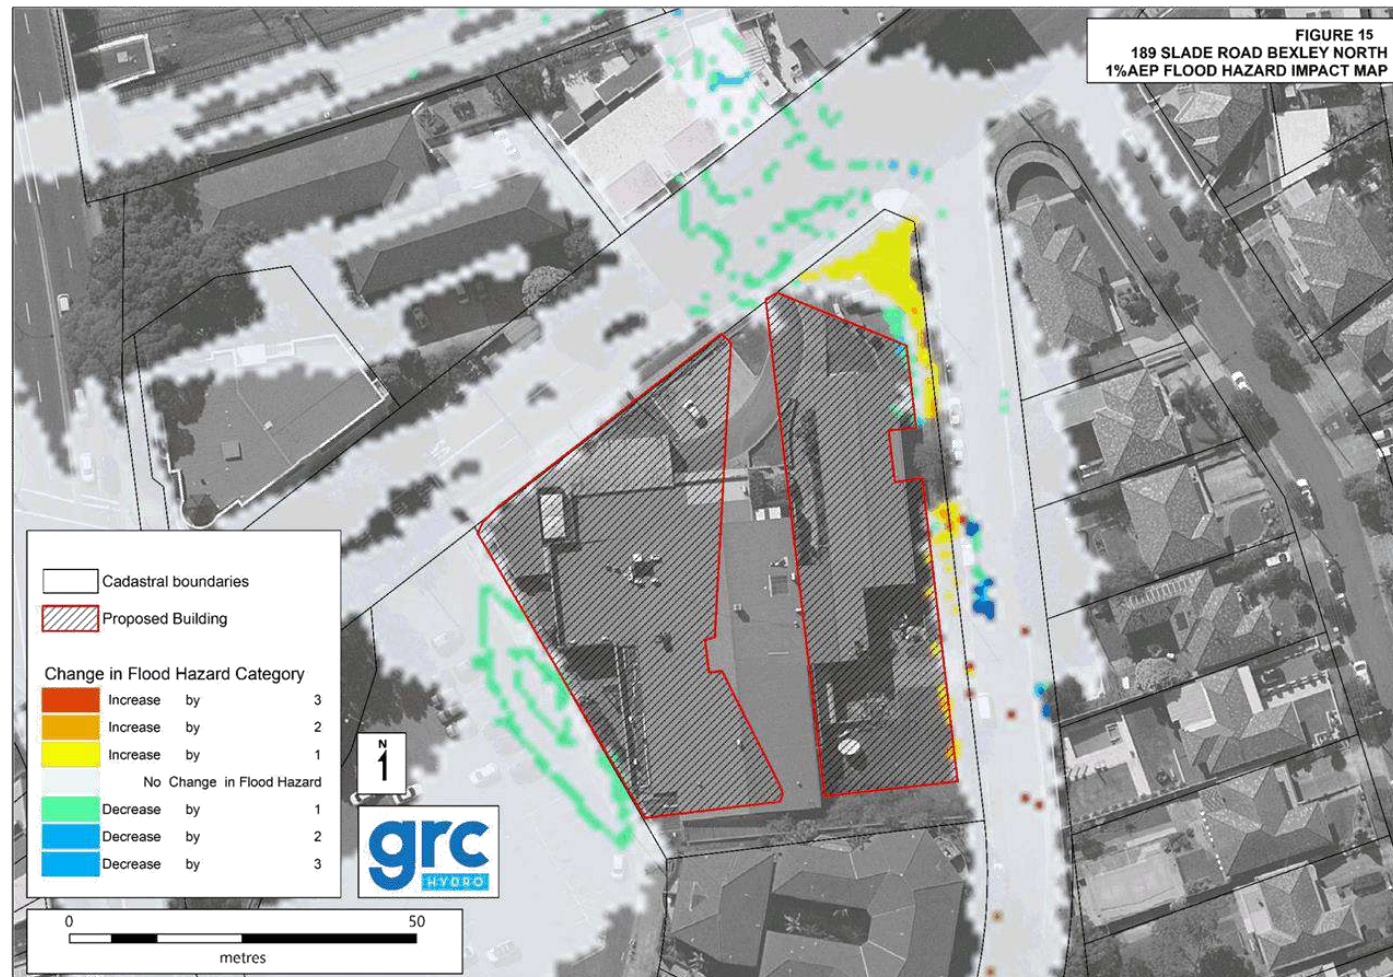 FIGURE 15
189 SLADE ROAD BEXLEY NORTH
1%AEP FLOOD HAZARD IMPACT MAP
Cadastral boundaries
Proposed Building
Change in Flood Hazard Category
Increase by 3
Increase by 2
Increase by 1
No Change in Flood Hazard
Decrease by 1
Decrease by 2
Decrease by 3
N
1
grc
HYDRO
0 50
metres